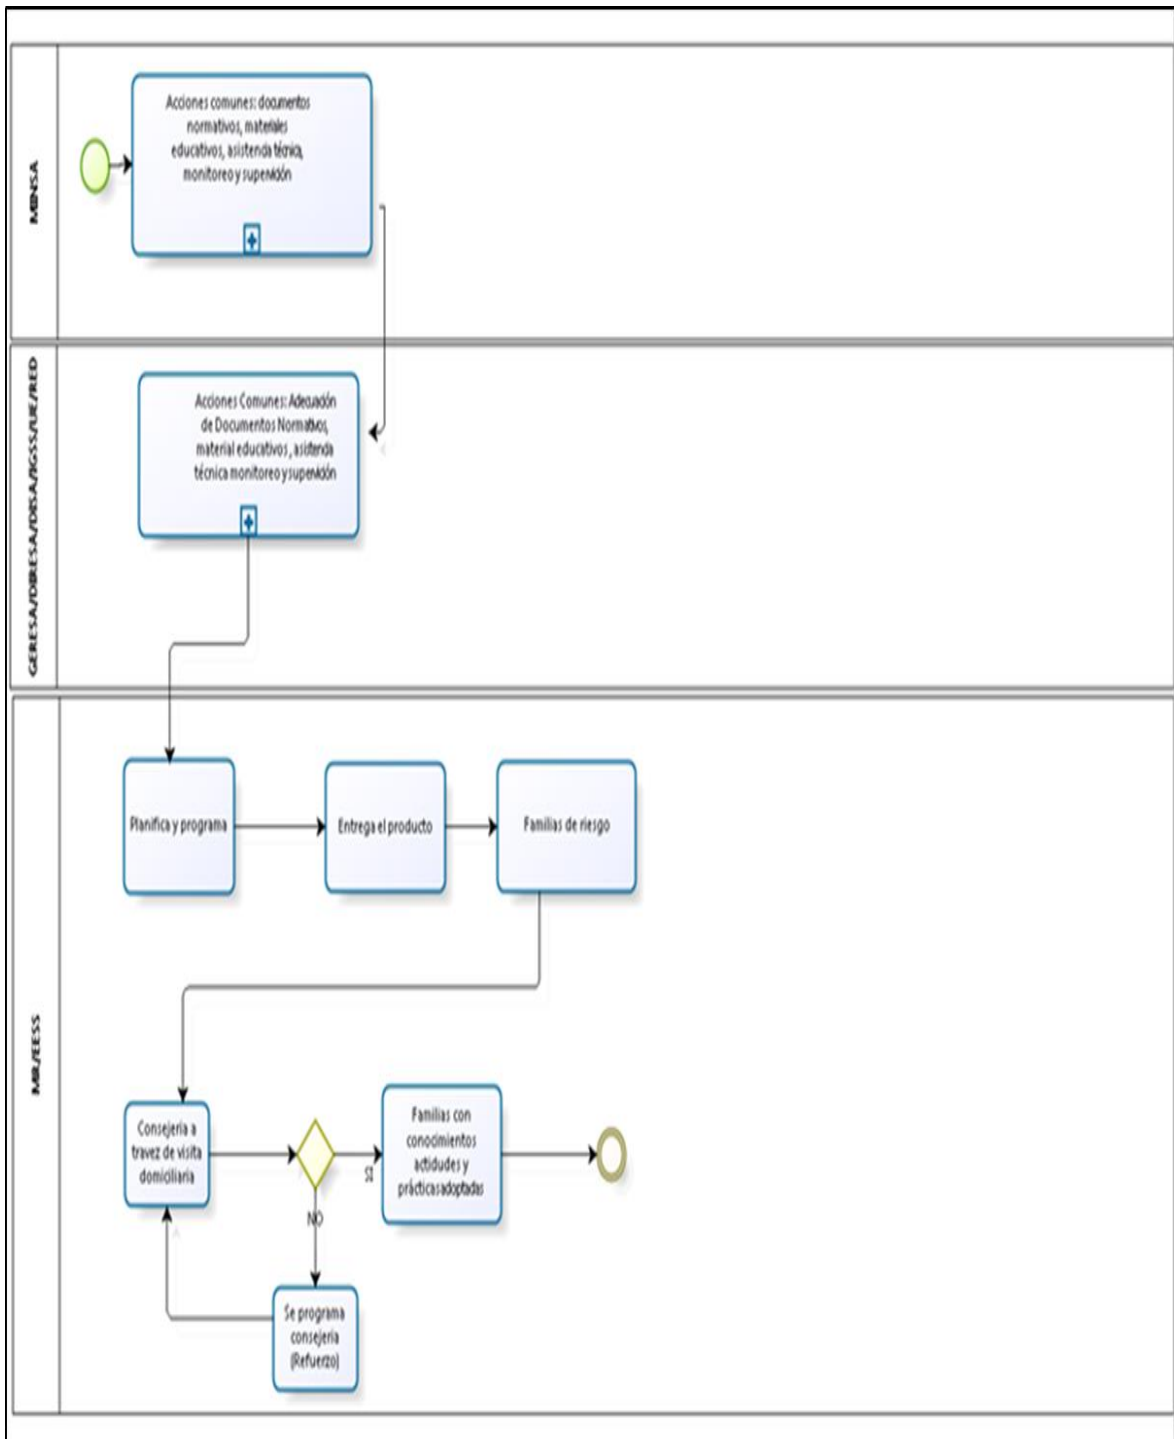 MINSA
Acciones comunes: documentos
normativos, materiales
educativos, asistencia técnica,
monitoreo y supervisión
GERESA/DIRESA/DISA/IGSS/UE/RED
Acciones Comunes: Adecuación
de Documentos Normativos,
material educativos , asistencia
técnica monitoreo y supervisión
MR/EESS
Planifica y programa
Entrega el producto
Familias de riesgo
Consejería a
travez de visita
domiciliaria
SI
NO
Familias con
conocimientos
actidudes y
prácticas adoptadas
Se programa
consejería
(Refuerzo)